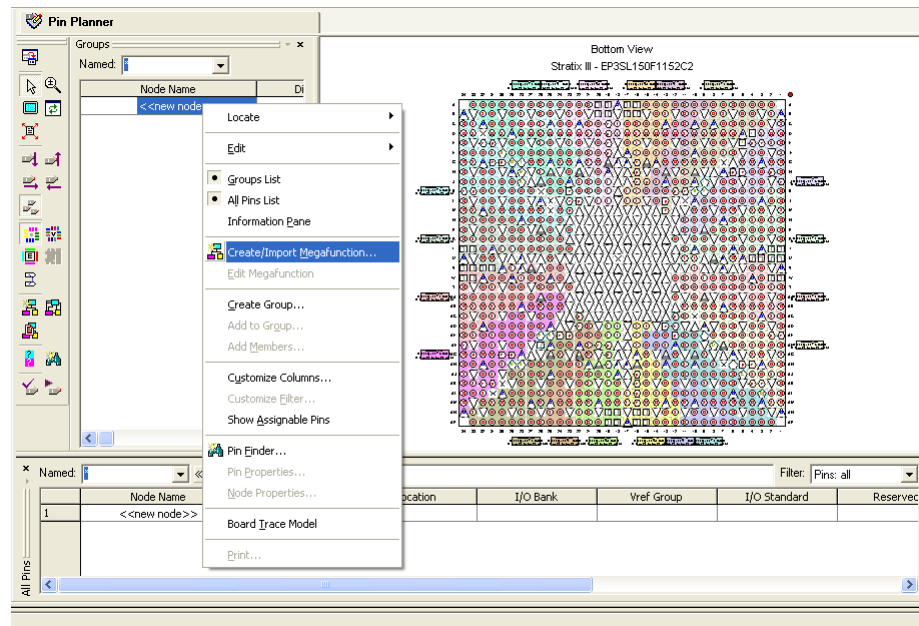 Pin Planner
Groups
Named: *
Node Name
Di
<<new node
Locate
Edit
Groups List
All Pins List
Information Pane
Create/Import Megafunction...
Edit Megafunction
Create Group...
Add to Group...
Add Members...
Customize Columns...
Customize Filter...
Show Assignable Pins
Pin Finder...
Pin Properties...
Node Properties...
Board Trace Model
Print...
Bottom View
Stratix III - EP3SL150F1152C2
Named: *
Filter: Pins: all
Node Name
ocation
I/O Bank
Vref Group
I/O Standard
Reserved
1
<<new node>>
All Pins